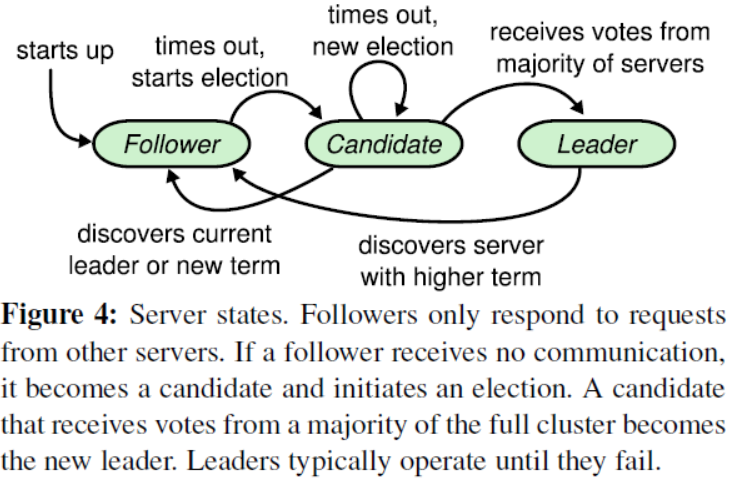 starts up
times out,
starts election
times out,
new election
receives votes from
majority of servers
Follower
Candidate
Leader
discovers current
leader or new term
discovers server
with higher term
Figure 4: Server states. Followers only respond to requests
from other servers. If a follower receives no communication,
it becomes a candidate and initiates an election. A candidate
that receives votes from a majority of the full cluster becomes
the new leader. Leaders typically operate until they fail.